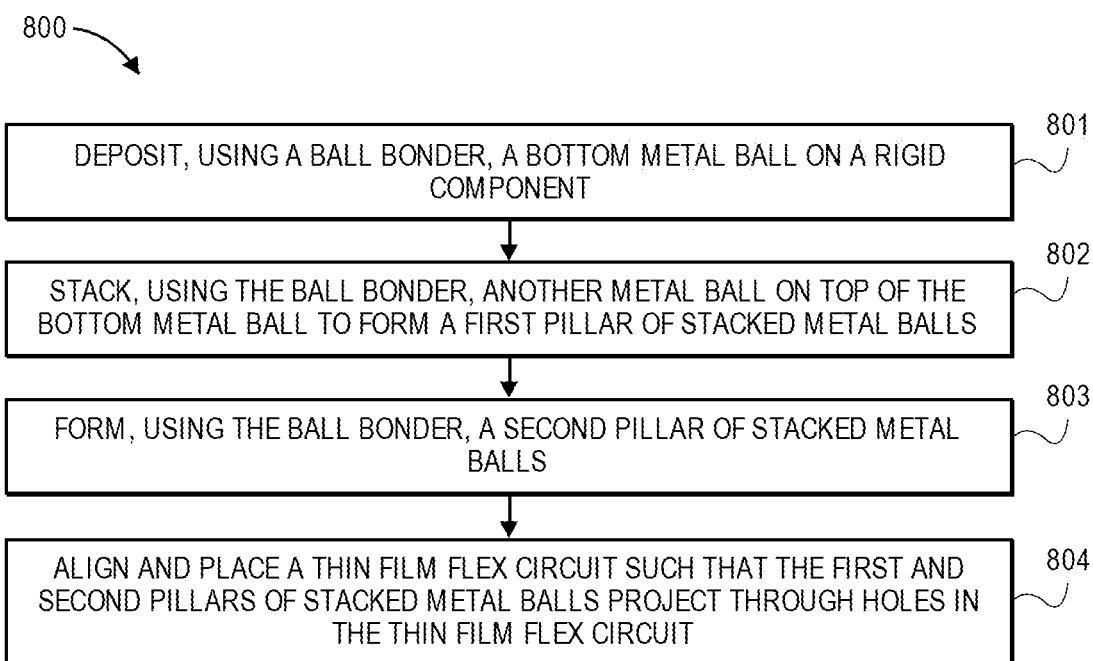 800
801
DEPOSIT, USING A BALL BONDER, A BOTTOM METAL BALL ON A RIGID
COMPONENT
802
STACK, USING THE BALL BONDER, ANOTHER METAL BALL ON TOP OF THE
BOTTOM METAL BALL TO FORM A FIRST PILLAR OF STACKED METAL BALLS
803
FORM, USING THE BALL BONDER, A SECOND PILLAR OF STACKED METAL
BALLS
804
ALIGN AND PLACE A THIN FILM FLEX CIRCUIT SUCH THAT THE FIRST AND
SECOND PILLARS OF STACKED METAL BALLS PROJECT THROUGH HOLES IN
THE THIN FILM FLEX CIRCUIT